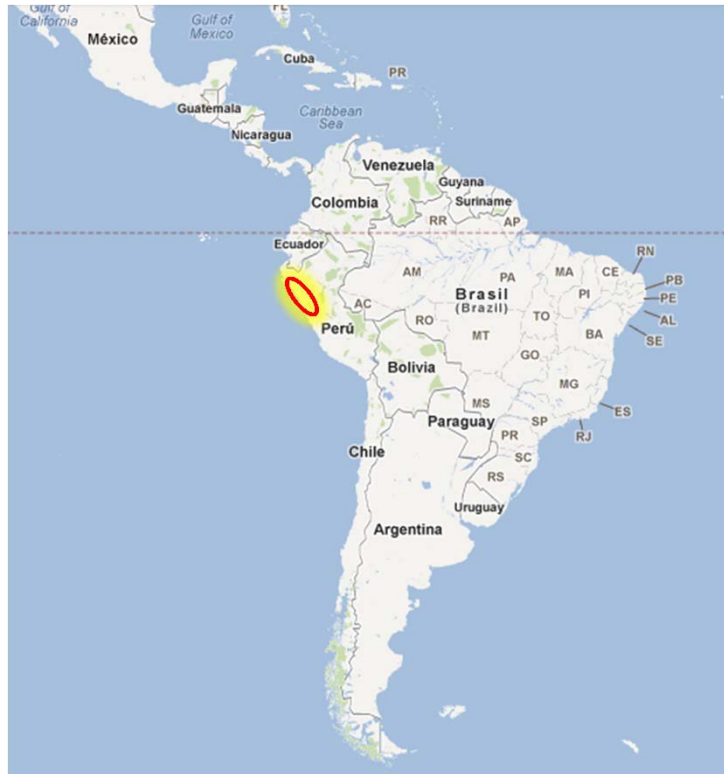 FL
Gulf of
California
Gulf of
Mexico
México
Cuba
PR
Guatemala
Caribbean
Sea
Nicaragua
Venezuela
Guyana
Colombia
Suriname
RR
AP
Ecuador
RN
AM
PA
MA
CE
PB
Brasil
(Brazil)
PI
PE
AC
TO
AL
RO
Perú
MT
BA
SE
GO
Bolivia
MG
MS
ES
Paraguay
SP
PR
RJ
Chile
SC
RS
Uruguay
Argentina